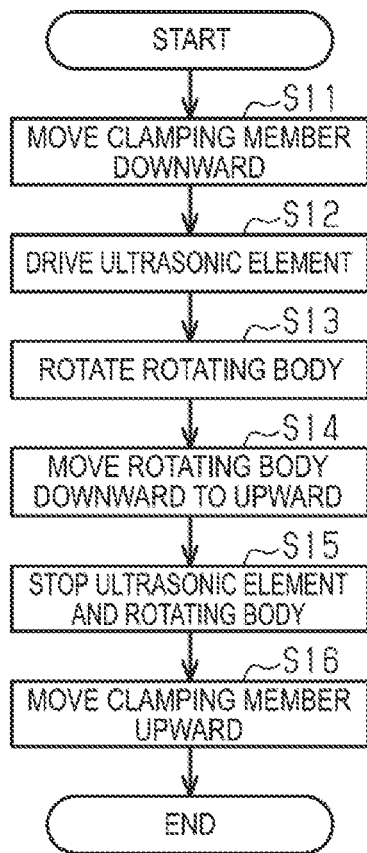 START
S11
MOVE CLAMPING MEMBER
DOWNWARD
S12
DRIVE ULTRASONIC ELEMENT
S13
ROTATE ROTATING BODY
S14
MOVE ROTATING BODY
DOWNWARD TO UPWARD
S15
STOP ULTRASONIC ELEMENT
AND ROTATING BODY
S16
MOVE CLAMPING MEMBER
UPWARD
END